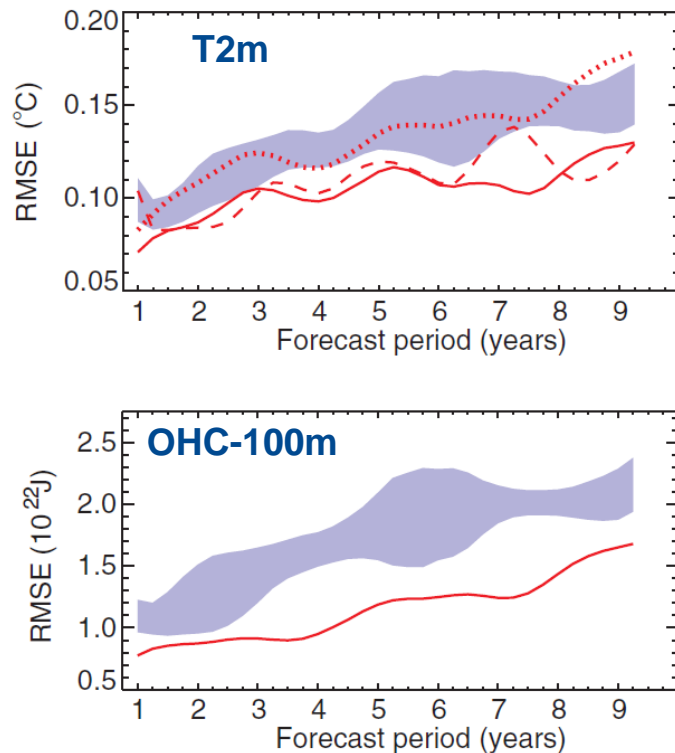 T2m
RMSE (°C)
0.20
0.15
0.10
0.05
1 2 3 4 5 6 7 8 9
Forecast period (years)
OHC-100m
RMSE (10²²J)
2.5
2.0
1.5
1.0
0.5
1 2 3 4 5 6 7 8 9
Forecast period (years)